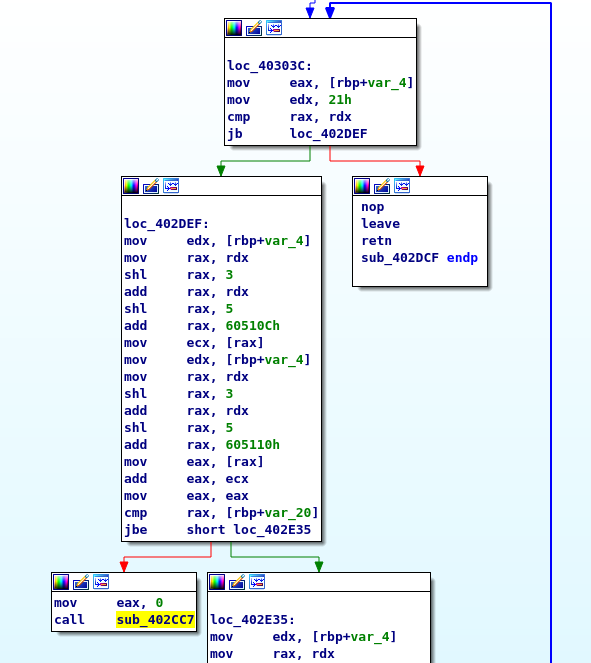 loc_40303C:
mov eax, [rbp+var_4]
mov edx, 21h
cmp rax, rdx
jb loc_402DEF
loc_402DEF:
mov edx, [rbp+var_4]
mov rax, rdx
shl rax, 3
add rax, rdx
shl rax, 5
add rax, 60510Ch
mov ecx, [rax]
mov edx, [rbp+var_4]
mov rax, rdx
shl rax, 3
add rax, rdx
shl rax, 5
add rax, 605110h
mov eax, [rax]
add eax, ecx
mov eax, eax
cmp rax, [rbp+var_20]
jbe short loc_402E35
nop
leave
retn
sub_402DCF endp
mov eax, 0
call sub_402CC7
loc_402E35:
mov edx, [rbp+var_4]
mov rax, rdx